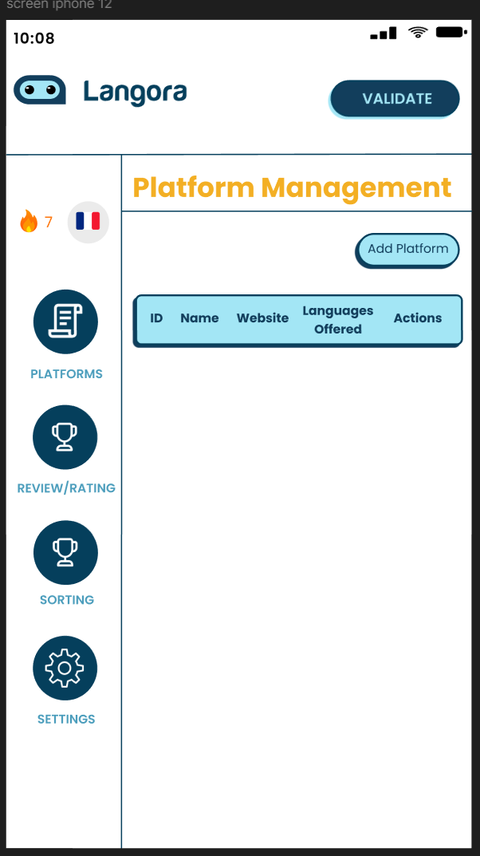 screen iphone 12
10:08
Langora
VALIDATE
Platform Management
🔥 7
Add Platform
ID Name Website Languages Offered Actions
PLATFORMS
REVIEW/RATING
SORTING
SETTINGS